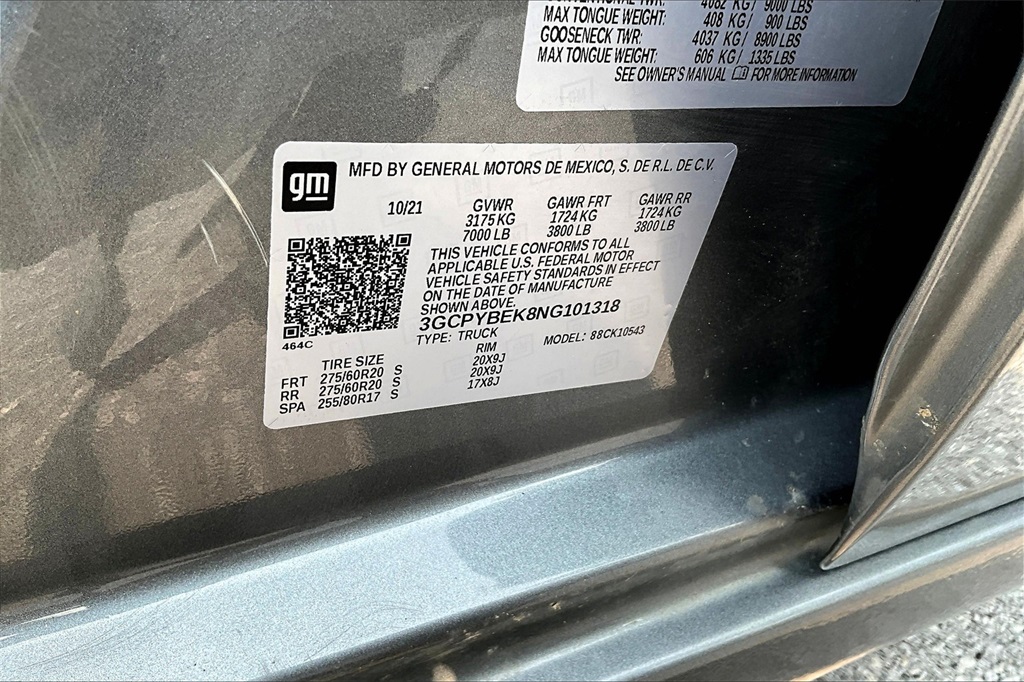 CONVENTIONAL TWR: 4082 KG / 9000 LBS
MAX TONGUE WEIGHT: 408 KG / 900 LBS
GOOSENECK TWR: 4037 KG / 8900 LBS
MAX TONGUE WEIGHT: 606 KG / 1335 LBS
SEE OWNER'S MANUAL FOR MORE INFORMATION
gm MFD BY GENERAL MOTORS DE MEXICO, S. DE R.L. DE C.V.
10/21 GVWR GAWR FRT GAWR RR
3175 KG 1724 KG 1724 KG
7000 LB 3800 LB 3800 LB
THIS VEHICLE CONFORMS TO ALL
APPLICABLE U.S. FEDERAL MOTOR
VEHICLE SAFETY STANDARDS IN EFFECT
ON THE DATE OF MANUFACTURE
SHOWN ABOVE.
3GCPYBEK8NG101318
464C TYPE: TRUCK MODEL: 88CK10543
TIRE SIZE RIM
FRT 275/60R20 S 20X9J
RR 275/60R20 S 20X9J
SPA 255/80R17 S 17X8J